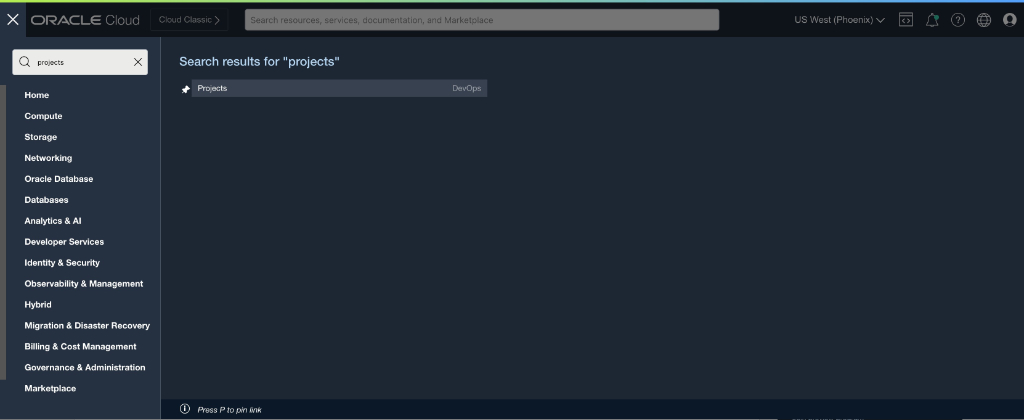 ORACLE Cloud
Cloud Classic >
Search resources, services, documentation, and Marketplace
US West (Phoenix)
projects
Search results for "projects"
Projects DevOps
Home
Compute
Storage
Networking
Oracle Database
Databases
Analytics & AI
Developer Services
Identity & Security
Observability & Management
Hybrid
Migration & Disaster Recovery
Billing & Cost Management
Governance & Administration
Marketplace
Press P to pin link